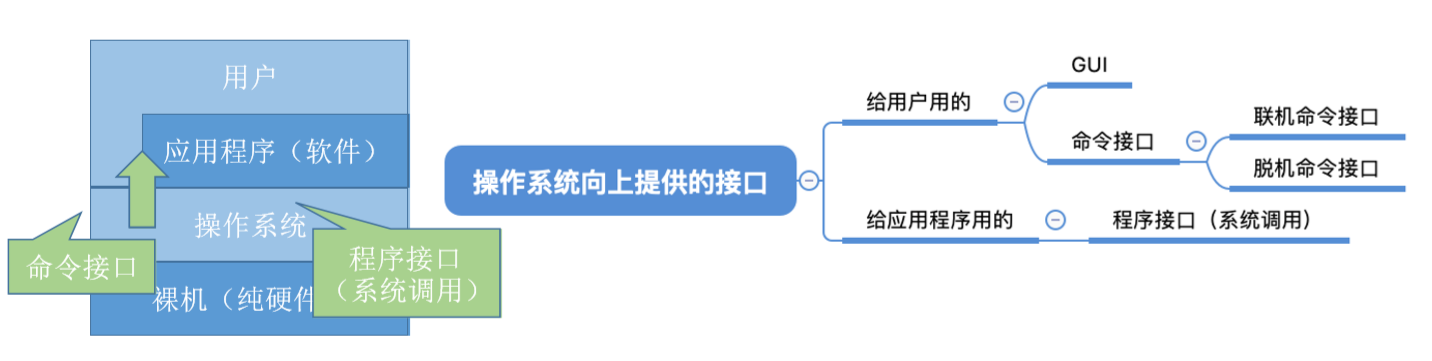 用户
应用程序（软件）
操作系统
命令接口
程序接口
（系统调用）
裸机（纯硬件
操作系统向上提供的接口
给用户用的
GUI
命令接口
联机命令接口
脱机命令接口
给应用程序用的
程序接口（系统调用）